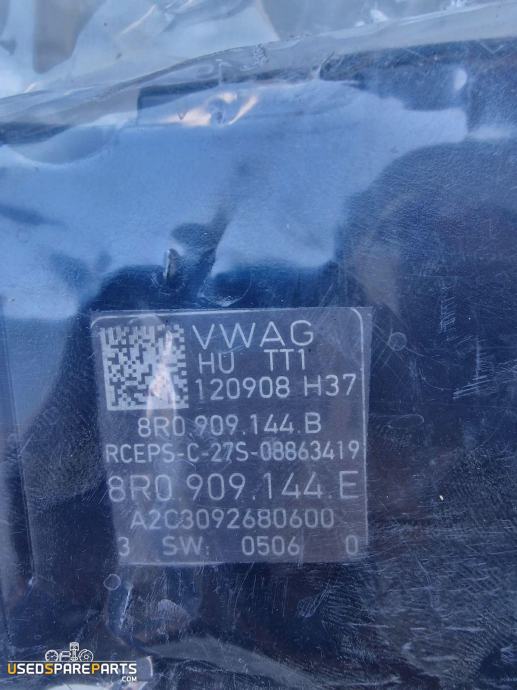 VWAG
HU TT1
120908 H37
8R0.909.144.B
RCEPS-C-27S-08863419
8R0.909.144.E
A2C3092680600
3 SW: 0506 0
USEDSPAREPARTS
.COM